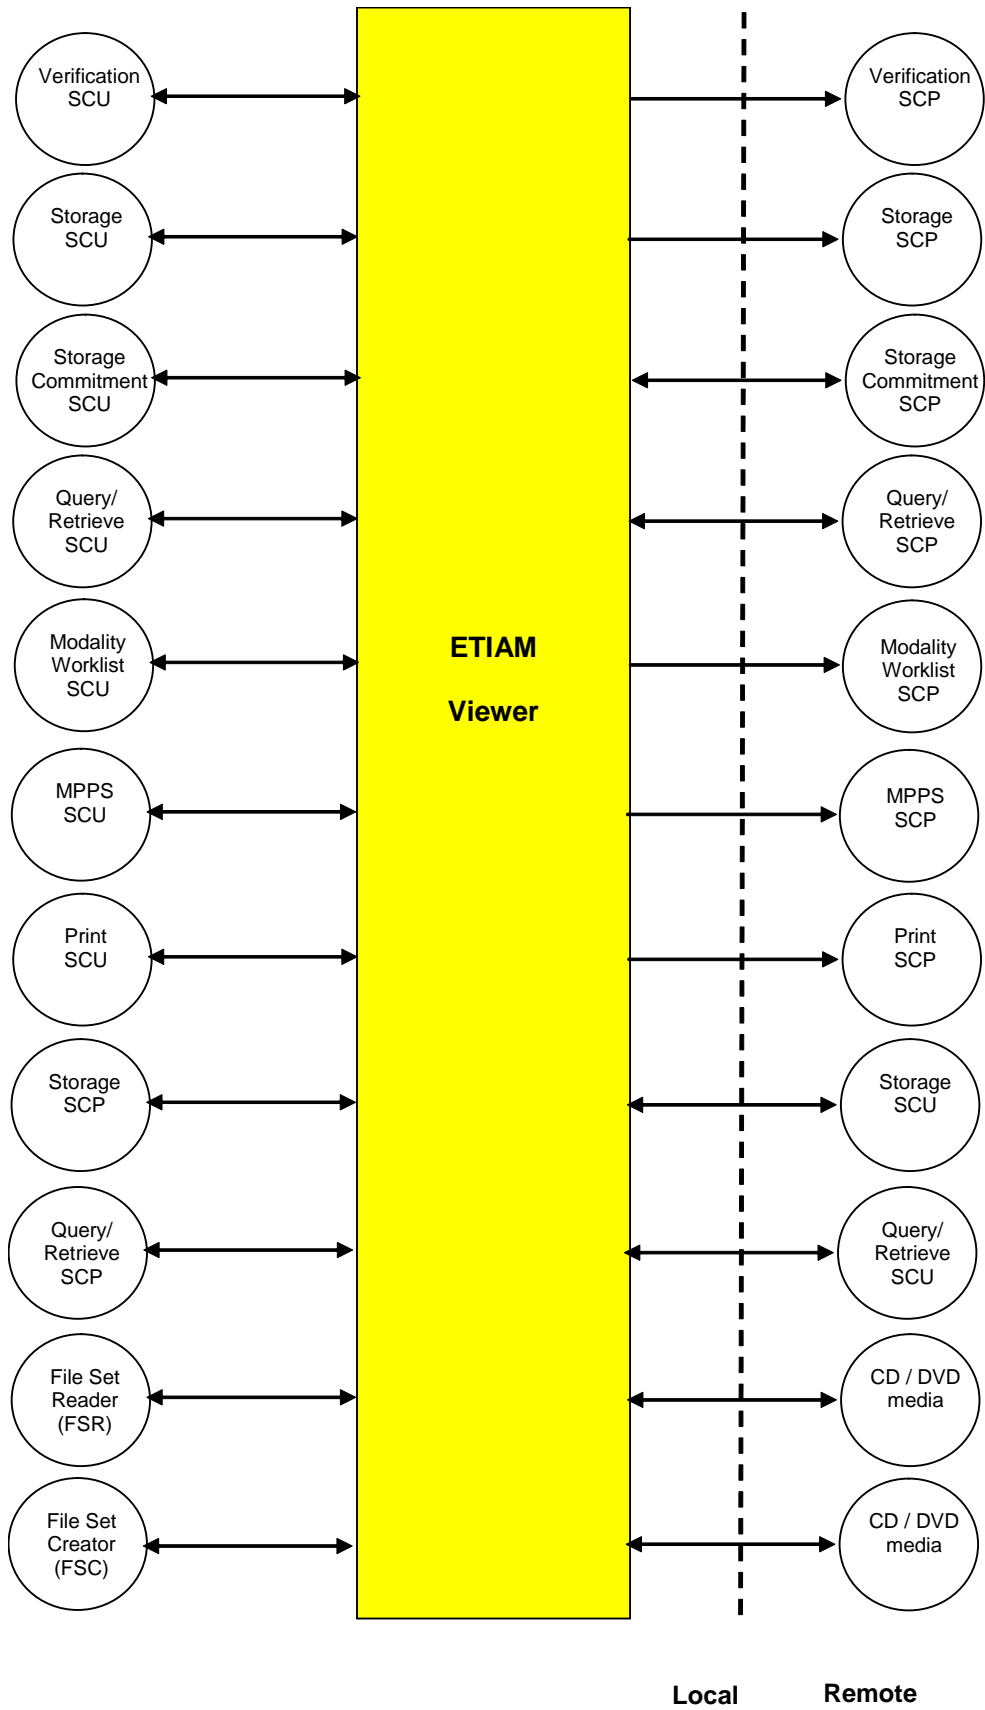 Verification
SCU
Verification
SCP
Storage
SCU
Storage
SCP
Storage
Commitment
SCU
Storage
Commitment
SCP
Query/
Retrieve
SCU
Query/
Retrieve
SCP
Modality
Worklist
SCU
ETIAM
Viewer
Modality
Worklist
SCP
MPPS
SCU
MPPS
SCP
Print
SCU
Print
SCP
Storage
SCP
Storage
SCU
Query/
Retrieve
SCP
Query/
Retrieve
SCU
File Set
Reader
(FSR)
CD / DVD
media
File Set
Creator
(FSC)
CD / DVD
media
Local
Remote